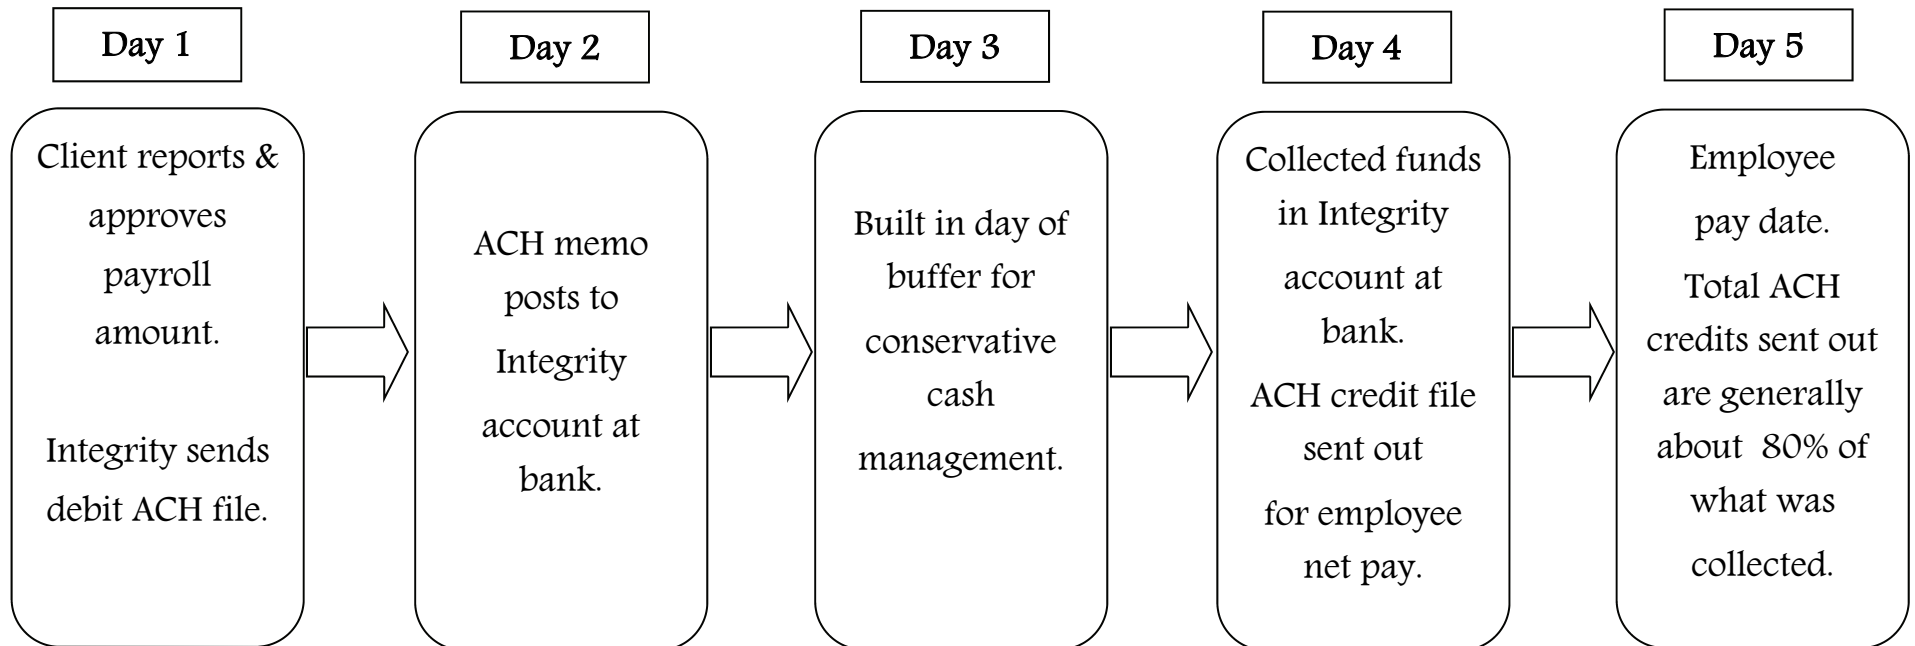 Day 1
Client reports &
approves
payroll
amount.
Integrity sends
debit ACH file.
Day 2
ACH memo
posts to
Integrity
account at
bank.
Day 3
Built in day of
buffer for
conservative
cash
management.
Day 4
Collected funds
in Integrity
account at
bank.
ACH credit file
sent out
for employee
net pay.
Day 5
Employee
pay date.
Total ACH
credits sent out
are generally
about  80% of
what was
collected.